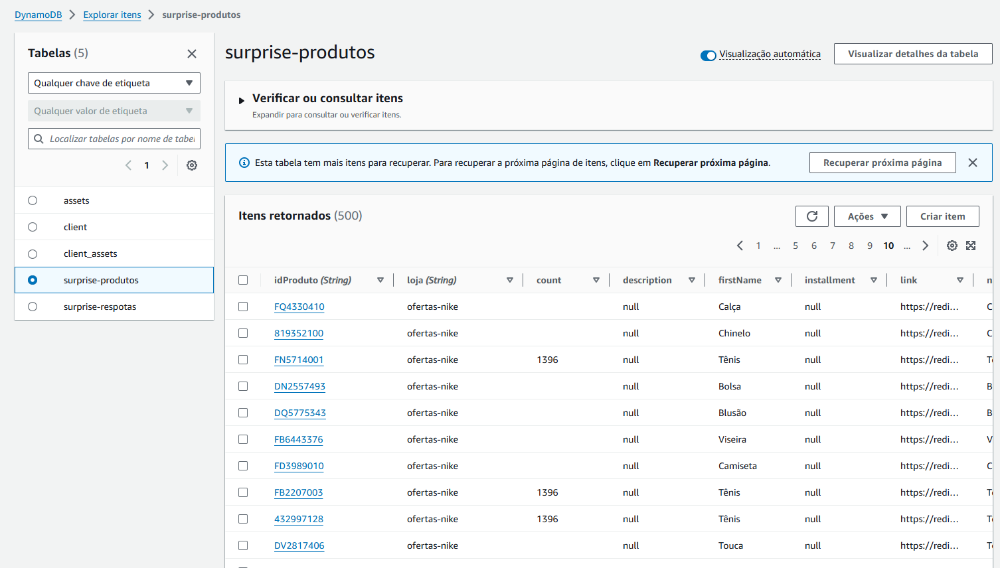 DynamoDB > Explorar itens > surprise-produtos
Tabelas (5)
Qualquer chave de etiqueta
Qualquer valor de etiqueta
Localizar tabelas por nome de tabel
1
assets
client
client_assets
surprise-produtos
surprise-respotas
surprise-produtos
Visualização automática
Visualizar detalhes da tabela
Verificar ou consultar itens
Expandir para consultar ou verificar itens.
Esta tabela tem mais itens para recuperar. Para recuperar a próxima página de itens, clique em Recuperar próxima página.
Recuperar próxima página
Itens retornados (500)
Ações
Criar item
1 ... 5 6 7 8 9 10 ...
idProduto (String) loja (String) count description firstName installment link n
FQ4330410 ofertas-nike null Calça null https://redi... C
819352100 ofertas-nike null Chinelo null https://redi... C
FN5714001 ofertas-nike 1396 null Tênis null https://redi... Tê
DN2557493 ofertas-nike null Bolsa null https://redi... B
DQ5775343 ofertas-nike null Blusão null https://redi... B
FB6443376 ofertas-nike null Viseira null https://redi... V
FD3989010 ofertas-nike null Camiseta null https://redi... C
FB2207003 ofertas-nike 1396 null Tênis null https://redi... Tê
432997128 ofertas-nike 1396 null Tênis null https://redi... Tê
DV2817406 ofertas-nike null Touca null https://redi... To